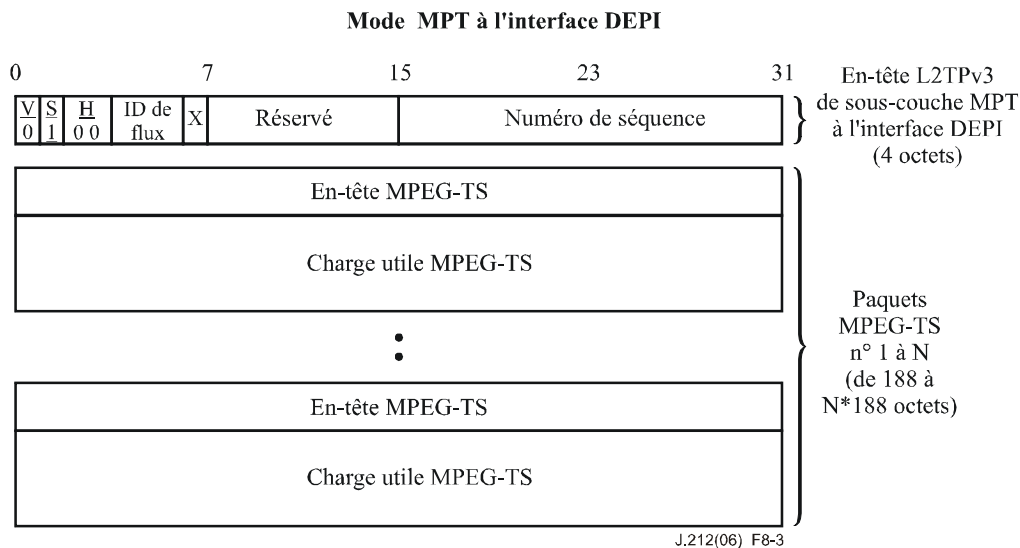 Mode MPT à l'interface DEPI
0 7 15 23 31
V S H ID de X Réservé Numéro de séquence
0 1 0 0 flux
En-tête L2TPv3
de sous-couche MPT
à l'interface DEPI
(4 octets)
En-tête MPEG-TS
Charge utile MPEG-TS
:
En-tête MPEG-TS
Charge utile MPEG-TS
Paquets
MPEG-TS
n° 1 à N
(de 188 à
N*188 octets)
J.212(06) F8-3